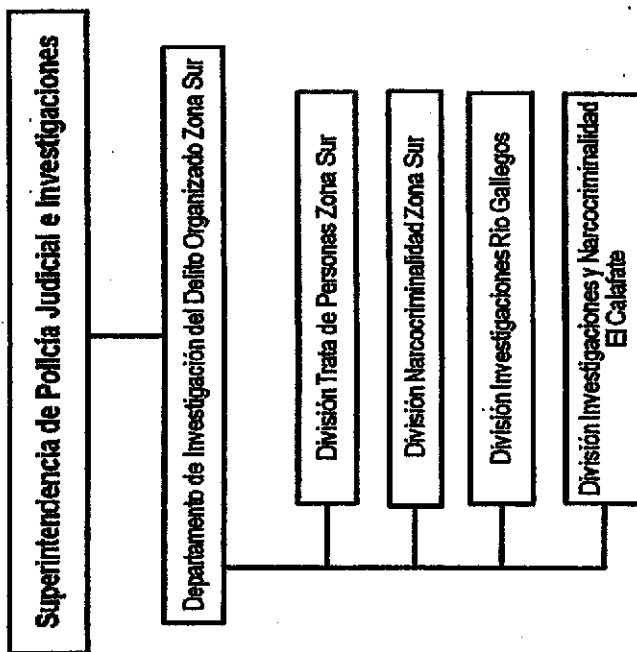 Superintendencia de Policía Judicial e Investigaciones
Departamento de Investigación del Delito Organizado Zona Sur
División Trata de Personas Zona Sur
División Narcocriminalidad Zona Sur
División Investigaciones Rio Gallegos
División Investigaciones y Narcocriminalidad
El Calafate